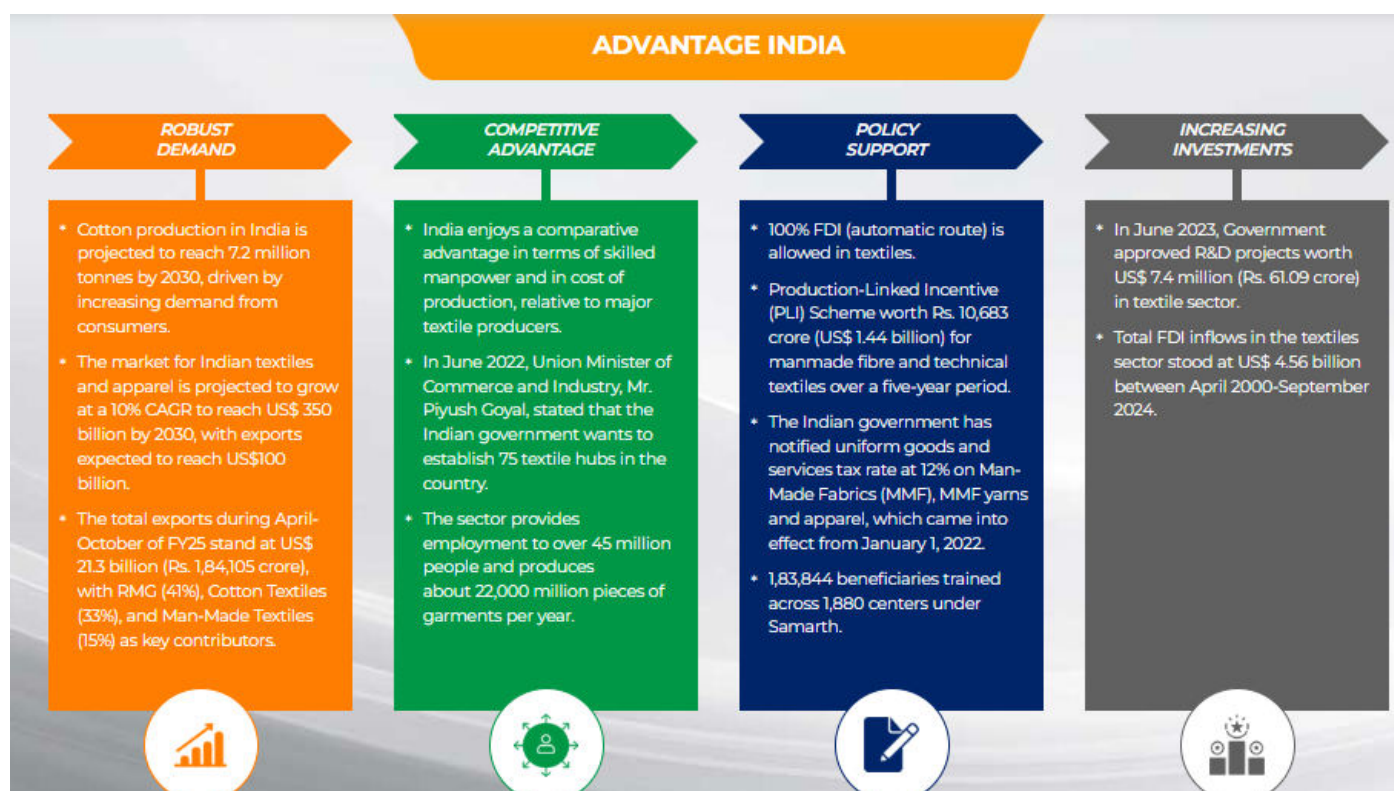 ADVANTAGE INDIA
ROBUST
DEMAND
* Cotton production in India is
projected to reach 7.2 million
tonnes by 2030, driven by
increasing demand from
consumers.
* The market for Indian textiles
and apparel is projected to grow
at a 10% CAGR to reach US$ 350
billion by 2030, with exports
expected to reach US$100
billion.
* The total exports during April-
October of FY25 stand at US$
21.3 billion (Rs. 1,84,105 crore),
with RMG (41%), Cotton Textiles
(33%), and Man-Made Textiles
(15%) as key contributors.
COMPETITIVE
ADVANTAGE
* India enjoys a comparative
advantage in terms of skilled
manpower and in cost of
production, relative to major
textile producers.
* In June 2022, Union Minister of
Commerce and Industry, Mr.
Piyush Goyal, stated that the
Indian government wants to
establish 75 textile hubs in the
country.
* The sector provides
employment to over 45 million
people and produces
about 22,000 million pieces of
garments per year.
POLICY
SUPPORT
* 100% FDI (automatic route) is
allowed in textiles.
* Production-Linked Incentive
(PLI) Scheme worth Rs. 10,683
crore (US$ 1.44 billion) for
manmade fibre and technical
textiles over a five-year period.
* The Indian government has
notified uniform goods and
services tax rate at 12% on Man-
Made Fabrics (MMF), MMF yarns
and apparel, which came into
effect from January 1, 2022.
* 1,83,844 beneficiaries trained
across 1,880 centers under
Samarth.
INCREASING
INVESTMENTS
* In June 2023, Government
approved R&D projects worth
US$ 7.4 million (Rs. 61.09 crore)
in textile sector.
* Total FDI inflows in the textiles
sector stood at US$ 4.56 billion
between April 2000-September
2024.